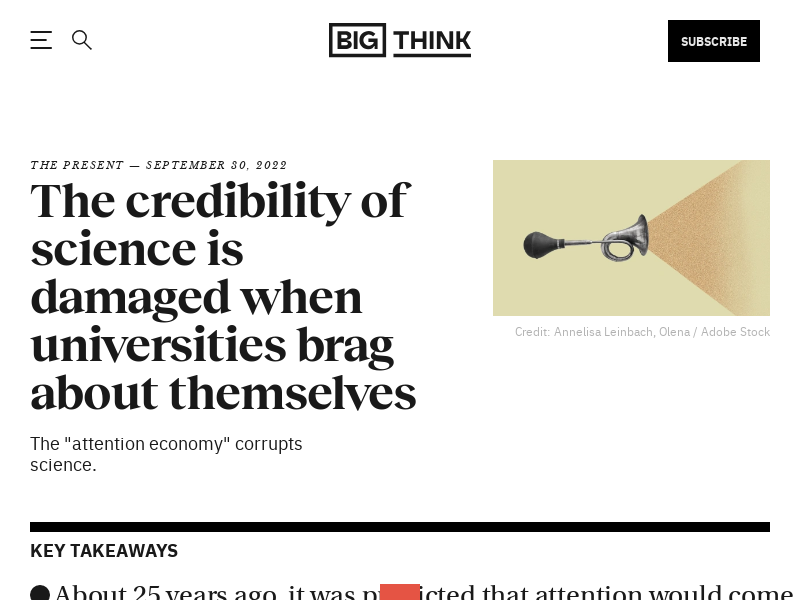 BIG THINK
SUBSCRIBE
THE PRESENT — SEPTEMBER 30, 2022
The credibility of
science is
damaged when
universities brag
about themselves
Credit: Annelisa Leinbach, Olena / Adobe Stock
The "attention economy" corrupts
science.
KEY TAKEAWAYS
About 25 years ago, it was that attention would come